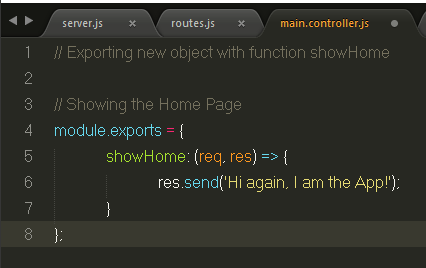 server.js × routes.js × main.controller.js
1 // Exporting new object with function showHome
2
3 // Showing the Home Page
4 module.exports = {
5 showHome: (req, res) => {
6 res.send('Hi again, I am the App!');
7 }
8 };